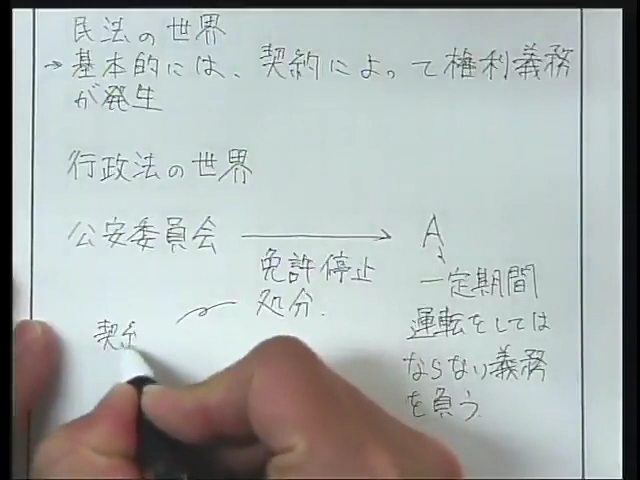 民法の世界
→基本的には、契約によって権利義務
が発生
行政法の世界
公安委員会 → A
免許停止
処分.
一定期間
運転をしては
ならない義務
を負う
契